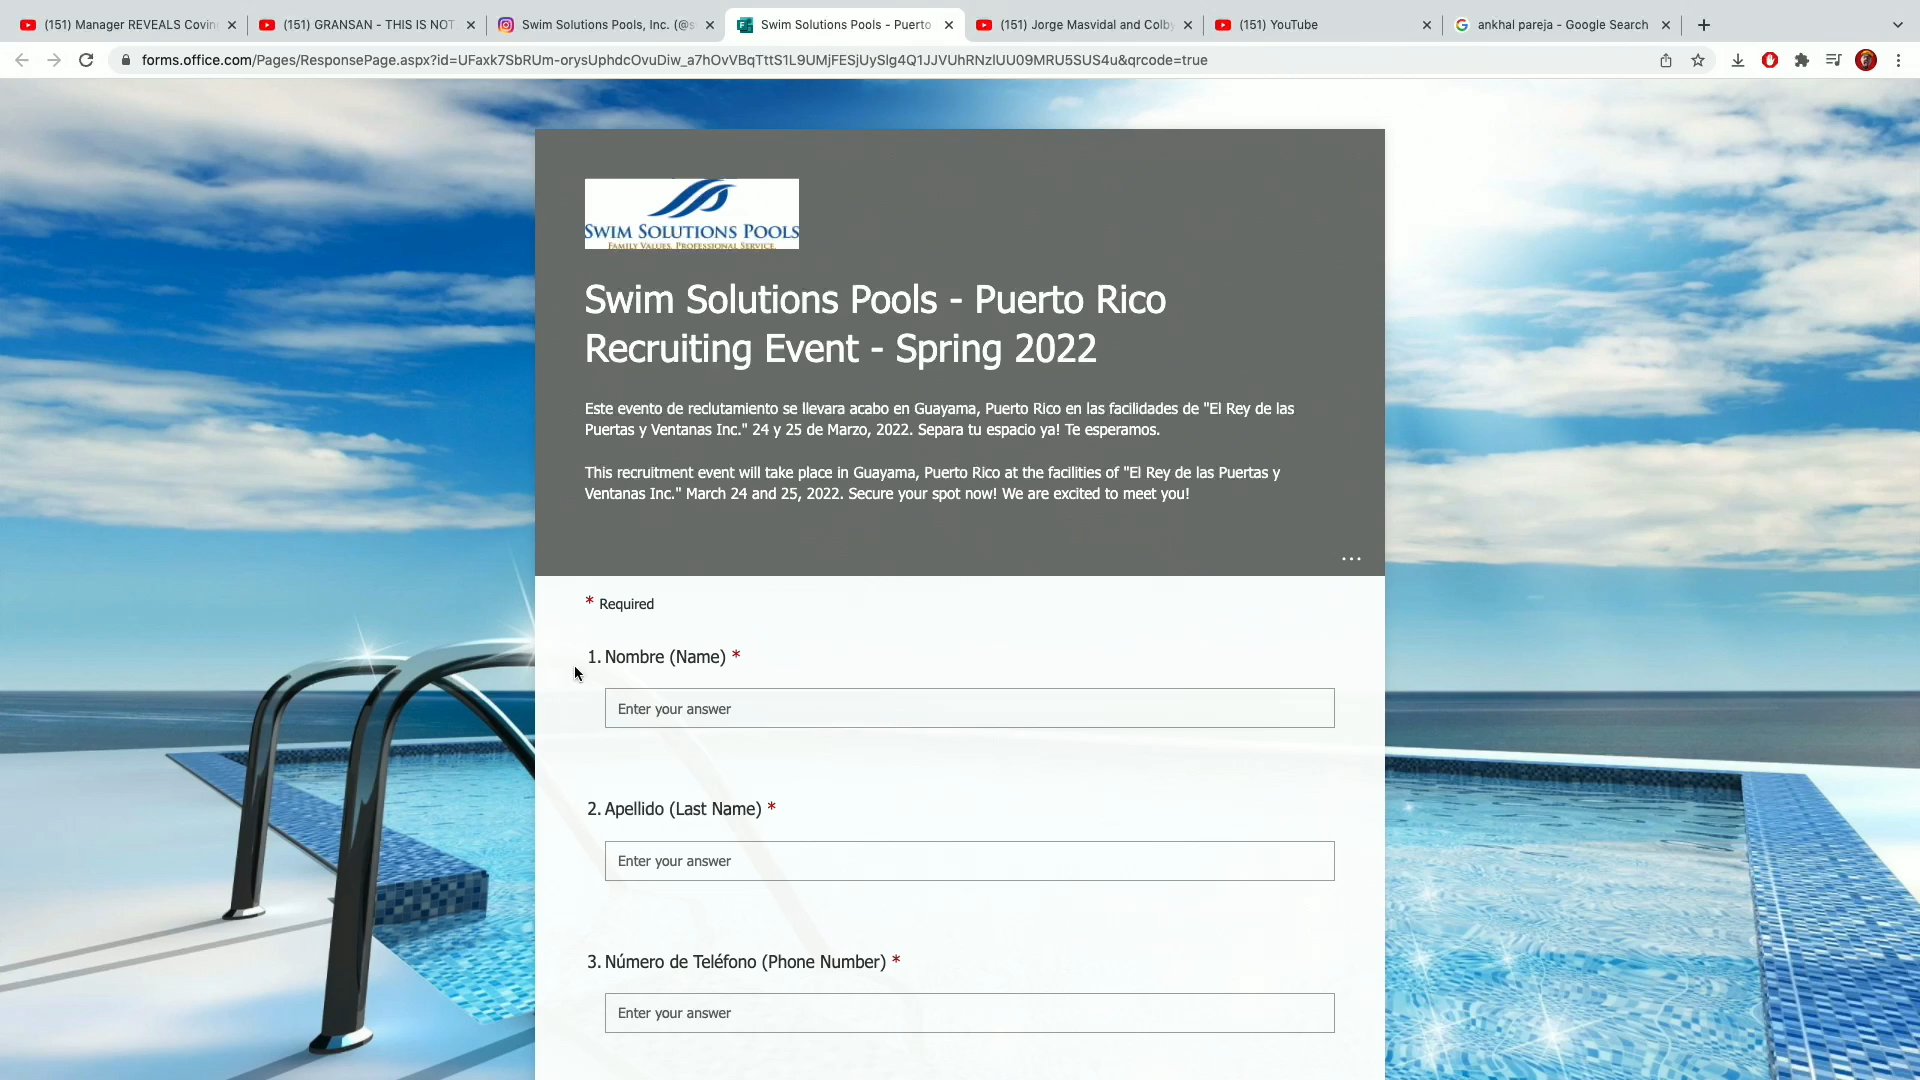 (151) Manager REVEALS Covin
(151) GRANSAN - THIS IS NOT
Swim Solutions Pools, Inc. (@s
Swim Solutions Pools - Puerto
(151) Jorge Masvidal and Colby
(151) YouTube
ankhal pareja - Google Search
forms.office.com/Pages/ResponsePage.aspx?id=UFaxk7SbRUm-orysUphdcOvuDiw_a7hOvVBqTttS1L9UMjFESjUySlg4Q1JJVUhRNzlUU09MRU5SUS4u&qrcode=true
SWIM SOLUTIONS POOLS
FAMILY VALUES. PROFESSIONAL SERVICE.
Swim Solutions Pools - Puerto Rico
Recruiting Event - Spring 2022
Este evento de reclutamiento se llevara acabo en Guayama, Puerto Rico en las facilidades de "El Rey de las
Puertas y Ventanas Inc." 24 y 25 de Marzo, 2022. Separa tu espacio ya! Te esperamos.
This recruitment event will take place in Guayama, Puerto Rico at the facilities of "El Rey de las Puertas y
Ventanas Inc." March 24 and 25, 2022. Secure your spot now! We are excited to meet you!
...
* Required
1. Nombre (Name) *
Enter your answer
2. Apellido (Last Name) *
Enter your answer
3. Número de Teléfono (Phone Number) *
Enter your answer